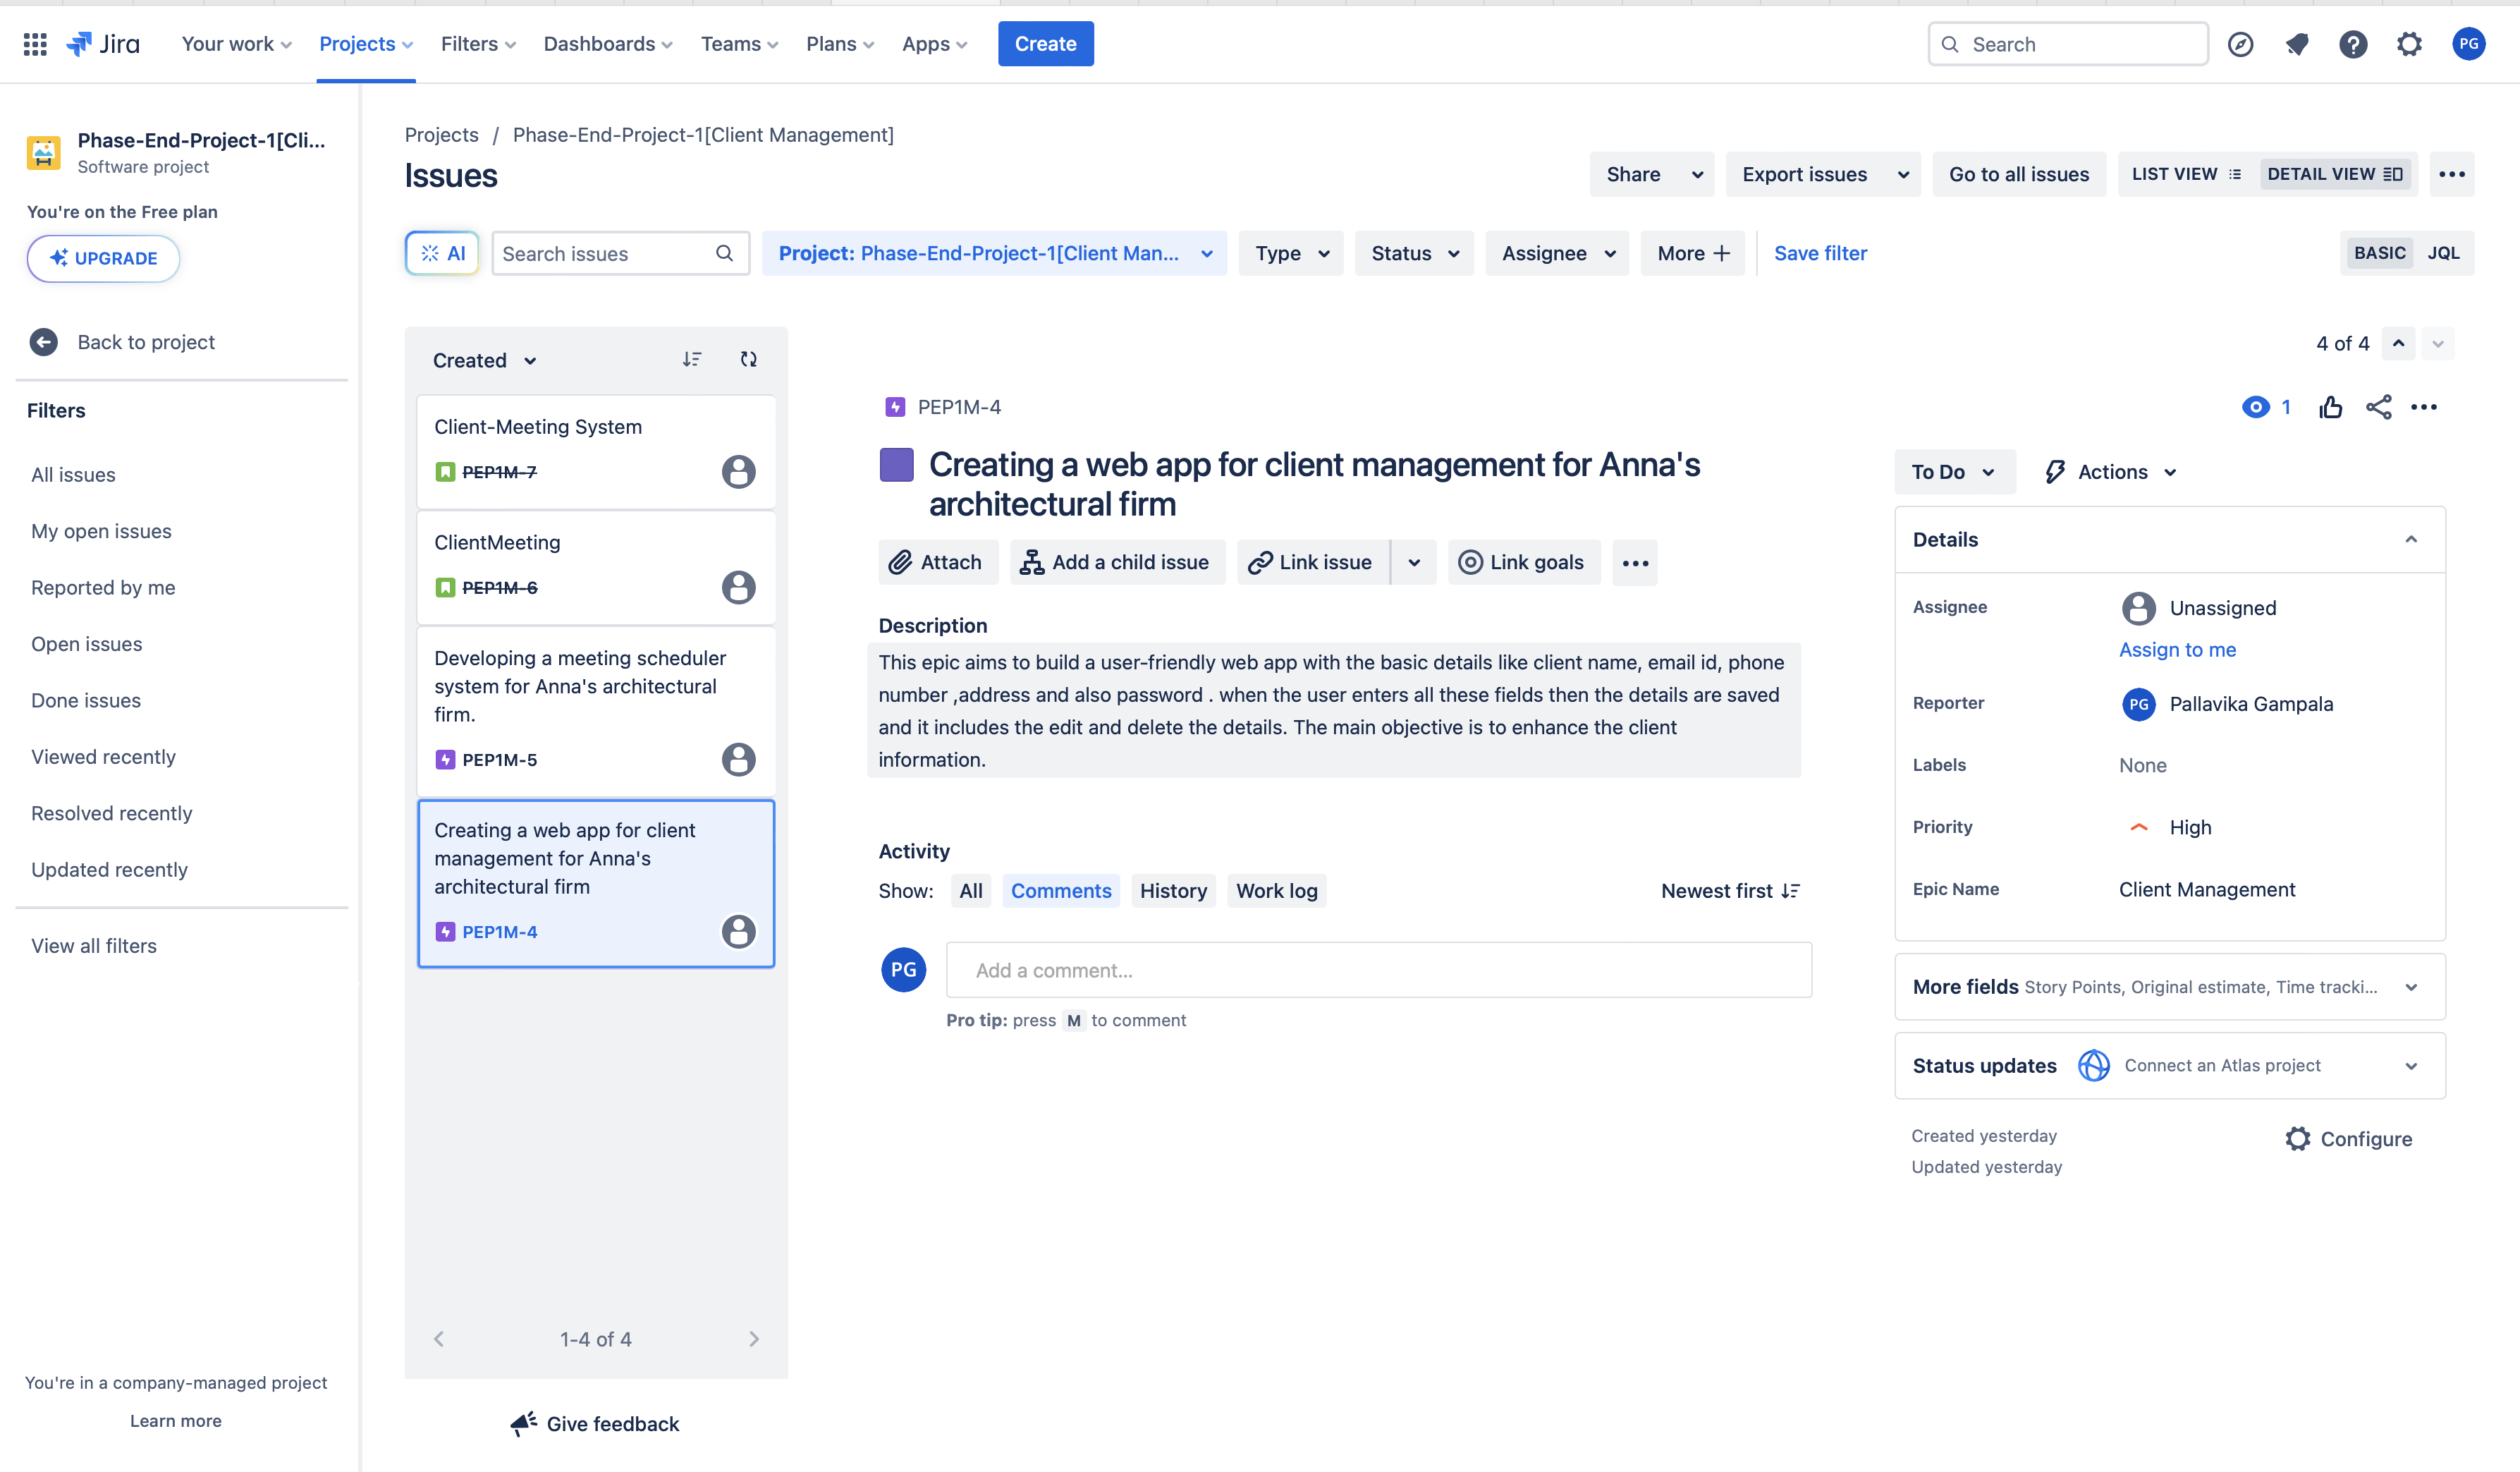 Jira
Your work
Projects
Filters
Dashboards
Teams
Plans
Apps
Create
Search
PG
Phase-End-Project-1[Cli...
Software project
You're on the Free plan
UPGRADE
Back to project
Filters
All issues
My open issues
Reported by me
Open issues
Done issues
Viewed recently
Resolved recently
Updated recently
View all filters
You're in a company-managed project
Learn more
Projects / Phase-End-Project-1[Client Management]
Issues
Share
Export issues
Go to all issues
LIST VIEW
DETAIL VIEW
AI
Search issues
Project: Phase-End-Project-1[Client Man...
Type
Status
Assignee
More +
Save filter
BASIC
JQL
Created
Client-Meeting System
PEP1M-7
ClientMeeting
PEP1M-6
Developing a meeting scheduler
system for Anna's architectural
firm.
PEP1M-5
Creating a web app for client
management for Anna's
architectural firm
PEP1M-4
1-4 of 4
Give feedback
4 of 4
PEP1M-4
1
Creating a web app for client management for Anna's
architectural firm
Attach
Add a child issue
Link issue
Link goals
Description
This epic aims to build a user-friendly web app with the basic details like client name, email id, phone
number ,address and also password . when the user enters all these fields then the details are saved
and it includes the edit and delete the details. The main objective is to enhance the client
information.
Activity
Show:
All
Comments
History
Work log
Newest first
PG
Add a comment...
Pro tip: press M to comment
To Do
Actions
Details
Assignee
Unassigned
Assign to me
Reporter
PG
Pallavika Gampala
Labels
None
Priority
High
Epic Name
Client Management
More fields Story Points, Original estimate, Time tracki...
Status updates
Connect an Atlas project
Created yesterday
Updated yesterday
Configure